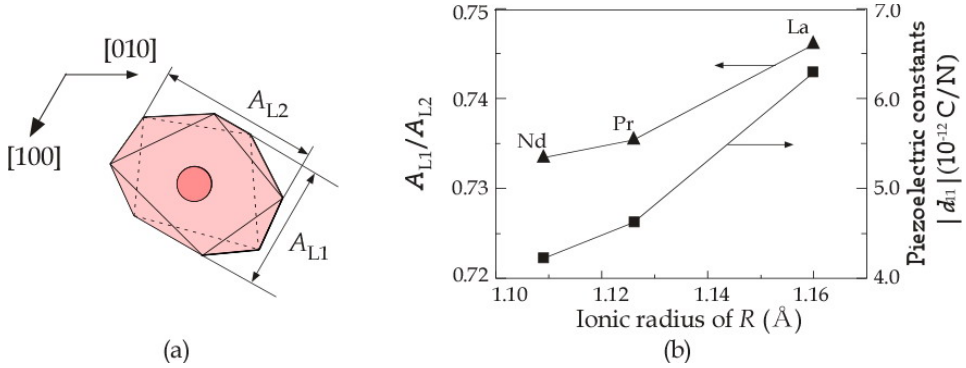 [010]
[100]
A_L2
A_L1
(a)
0.75
0.74
0.73
0.72
A_L1/A_L2
Nd
Pr
La
7.0
6.0
5.0
4.0
Piezoelectric constants
| d_11 | (10^-12 C/N)
1.10
1.12
1.14
1.16
Ionic radius of R (Å)
(b)